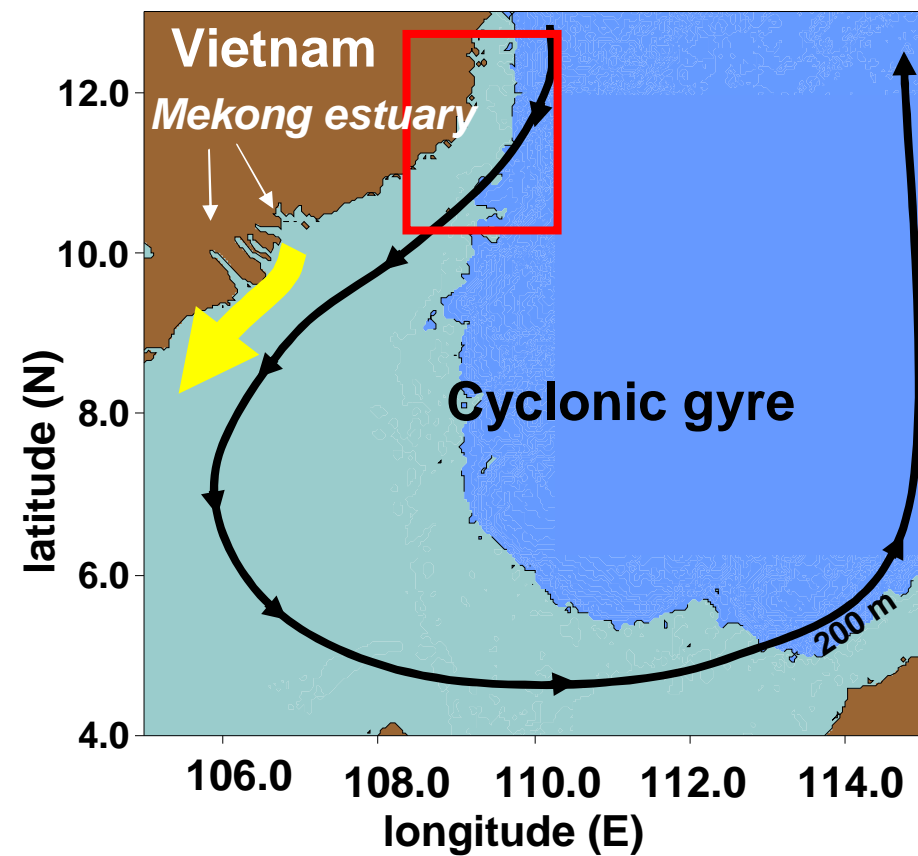 Vietnam
Mekong estuary
12.0
10.0
8.0
6.0
4.0
latitude (N)
Cyclonic gyre
200 m
106.0 108.0 110.0 112.0 114.0
longitude (E)